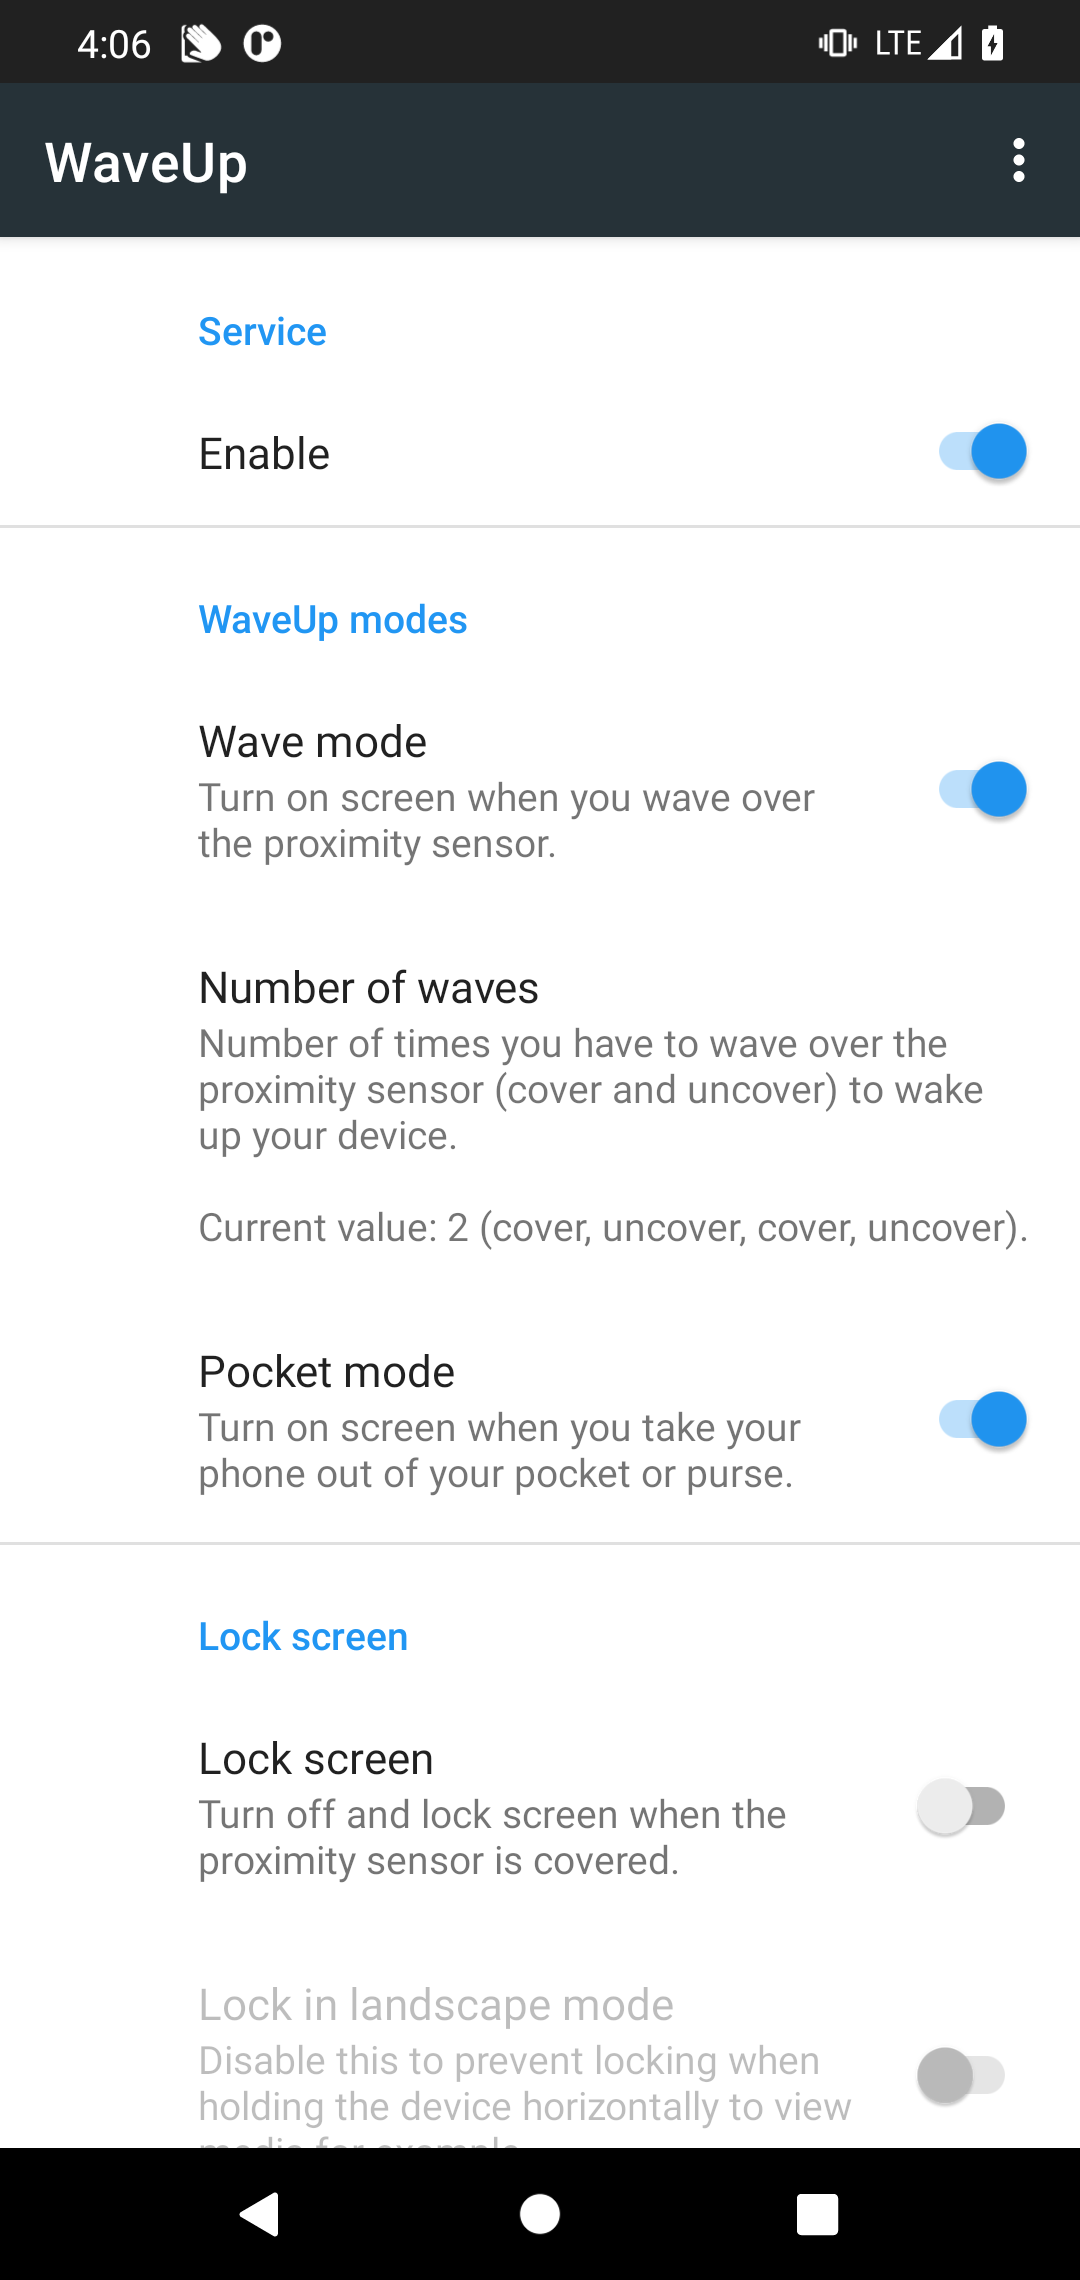 4:06
LTE
WaveUp
Service
Enable
WaveUp modes
Wave mode
Turn on screen when you wave over
the proximity sensor.
Number of waves
Number of times you have to wave over the
proximity sensor (cover and uncover) to wake
up your device.
Current value: 2 (cover, uncover, cover, uncover).
Pocket mode
Turn on screen when you take your
phone out of your pocket or purse.
Lock screen
Lock screen
Turn off and lock screen when the
proximity sensor is covered.
Lock in landscape mode
Disable this to prevent locking when
holding the device horizontally to view
media for example